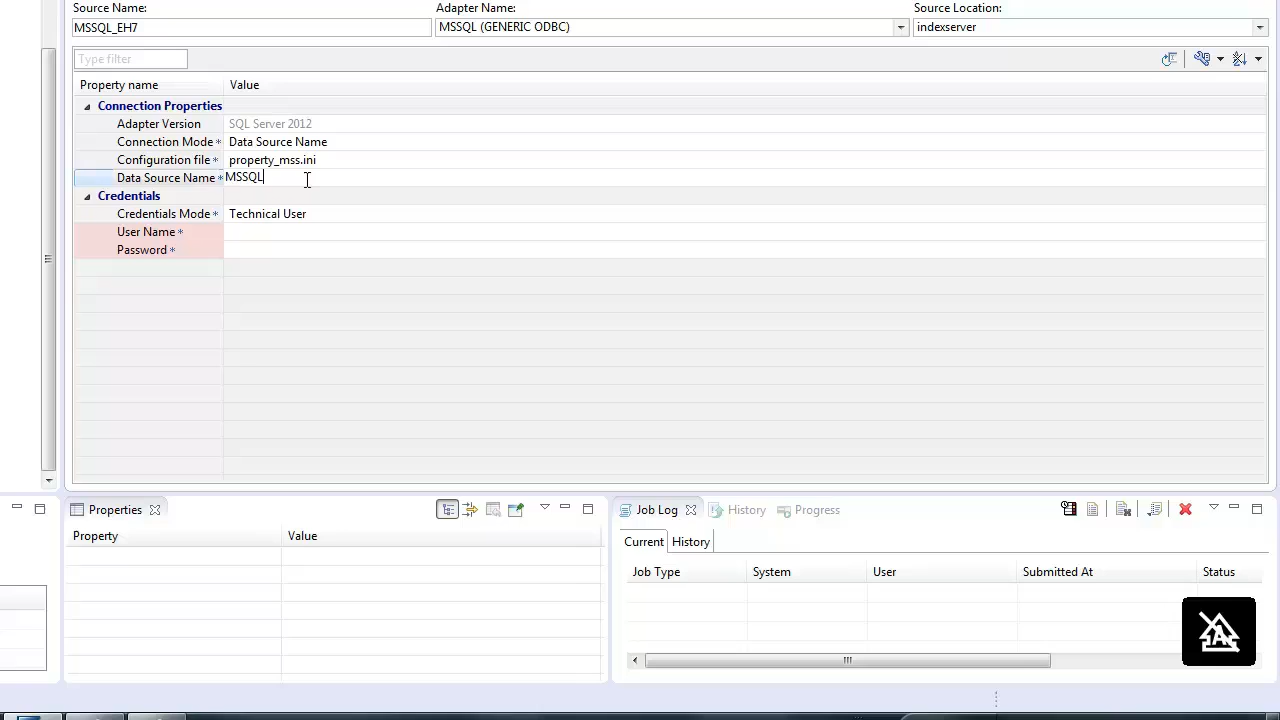 Source Name:
Adapter Name:
Source Location:
MSSQL_EH7
MSSQL (GENERIC ODBC)
indexserver
Type filter
Property name
Value
Connection Properties
Adapter Version
SQL Server 2012
Connection Mode *
Data Source Name
Configuration file *
property_mss.ini
Data Source Name *
MSSQL
Credentials
Credentials Mode *
Technical User
User Name *
Password *
Properties
Job Log
History
Progress
Property
Value
Current
History
Job Type
System
User
Submitted At
Status